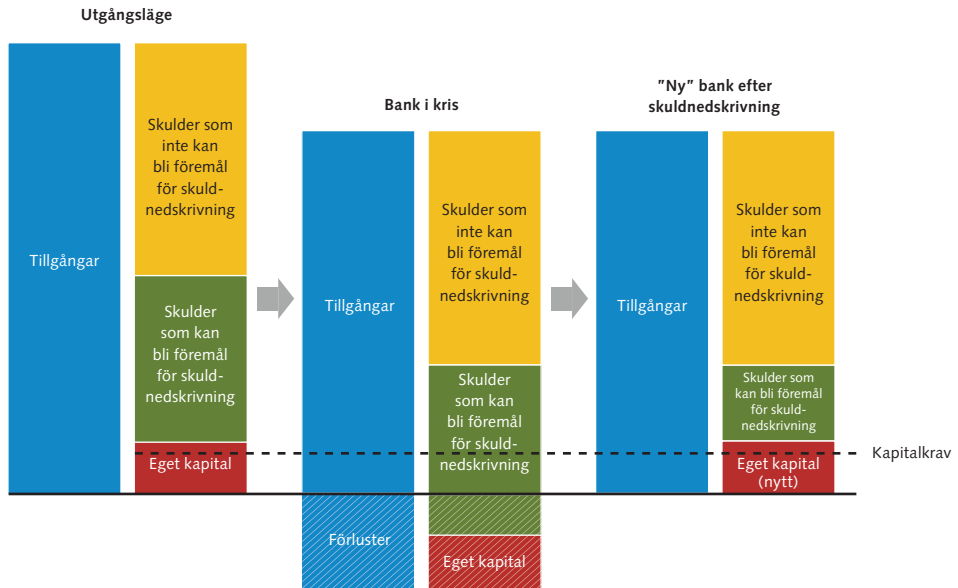 Utgångsläge
Tillgångar
Skulder som
inte kan
bli föremål
för skuld-
nedskrivning
Skulder
som kan
bli föremål
för skuld-
nedskrivning
Eget kapital
Bank i kris
Tillgångar
Förluster
Skulder som
inte kan
bli föremål
för skuld-
nedskrivning
Skulder
som kan
bli föremål
för skuld-
nedskrivning
Eget kapital
”Ny” bank efter
skuldnedskrivning
Tillgångar
Skulder som
inte kan
bli föremål
för skuld-
nedskrivning
Skulder som
kan bli föremål
för skuld-
nedskrivning
Eget kapital
(nytt)
Kapitalkrav